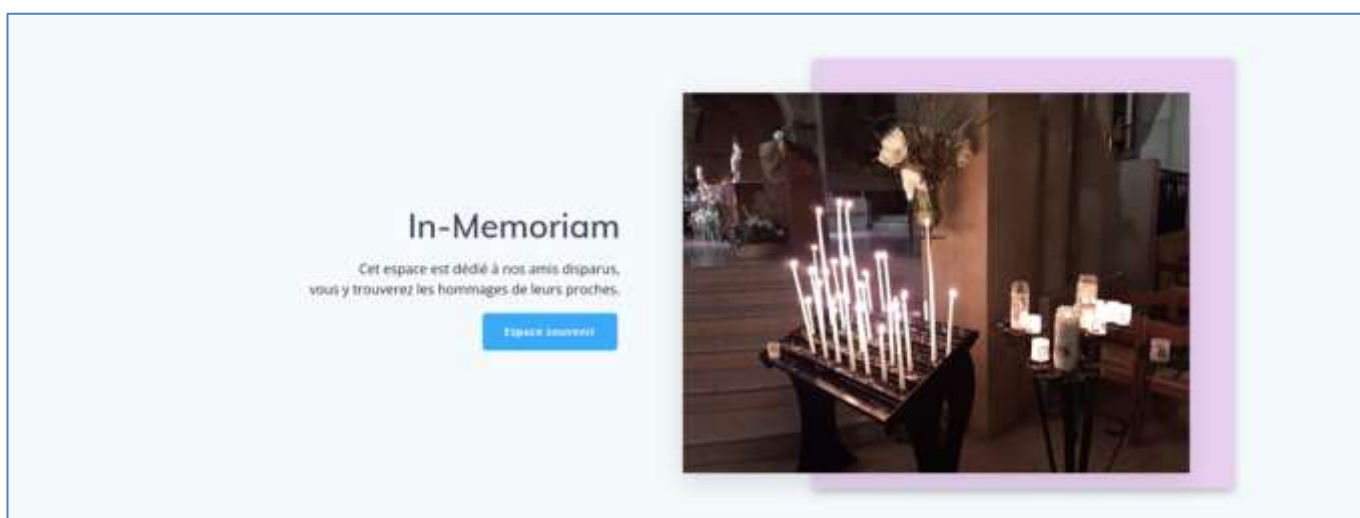 In-Memoriam
Cet espace est dédié à nos amis disparus,
vous y trouverez les hommages de leurs proches.
Espace souvenir